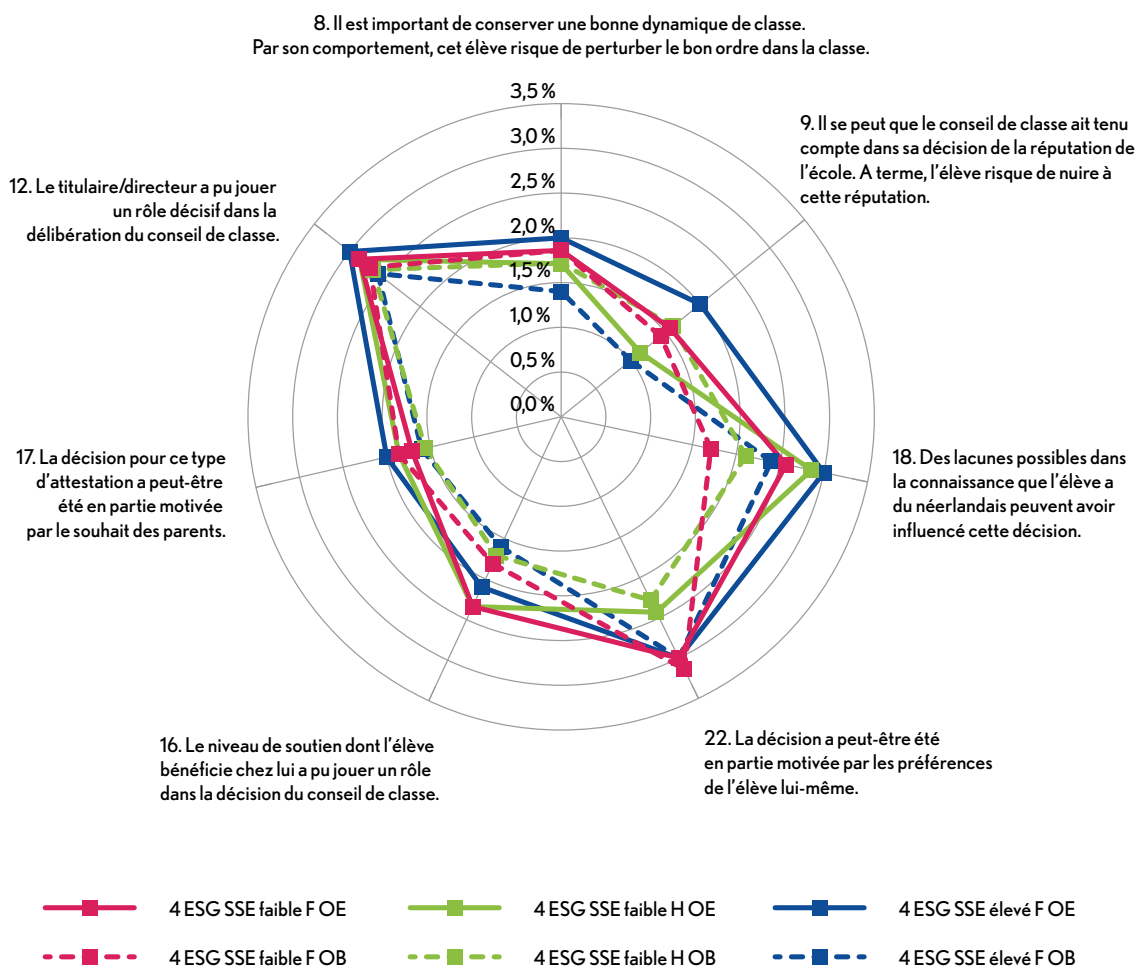 8. Il est important de conserver une bonne dynamique de classe.
Par son comportement, cet élève risque de perturber le bon ordre dans la classe.
3,5 %
3,0 %
2,5 %
2,0 %
1,5 %
1,0 %
0,5 %
0,0 %
9. Il se peut que le conseil de classe ait tenu
compte dans sa décision de la réputation de
l'école. A terme, l'élève risque de nuire à
cette réputation.
12. Le titulaire/directeur a pu jouer
un rôle décisif dans la
délibération du conseil de classe.
17. La décision pour ce type
d'attestation a peut-être
été en partie motivée
par le souhait des parents.
18. Des lacunes possibles dans
la connaissance que l'élève a
du néerlandais peuvent avoir
influencé cette décision.
16. Le niveau de soutien dont l'élève
bénéficie chez lui a pu jouer un rôle
dans la décision du conseil de classe.
22. La décision a peut-être été
en partie motivée par les préférences
de l'élève lui-même.
4 ESG SSE faible F OE
4 ESG SSE faible H OE
4 ESG SSE élevé F OE
4 ESG SSE faible F OB
4 ESG SSE faible H OB
4 ESG SSE élevé F OB